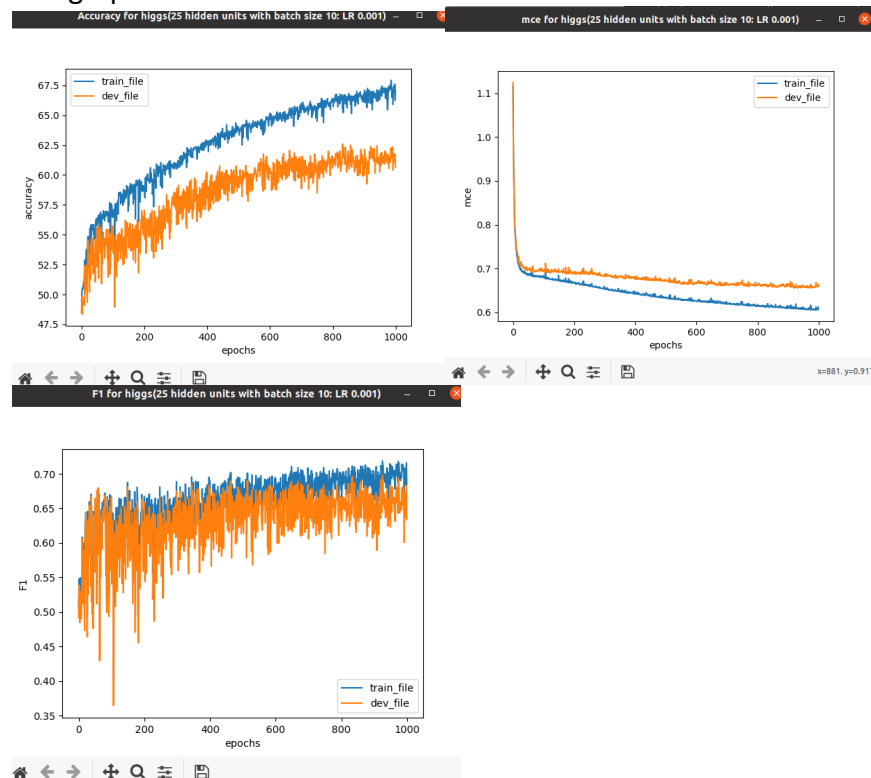 Accuracy for higgs(25 hidden units with batch size 10: LR 0.001)
train_file
dev_file
67.5
65.0
62.5
60.0
57.5
55.0
52.5
50.0
47.5
accuracy
0
200
400
600
800
1000
epochs
mce for higgs(25 hidden units with batch size 10: LR 0.001)
train_file
dev_file
1.1
1.0
0.9
0.8
0.7
0.6
mce
0
200
400
600
800
1000
epochs
x=881. y=0.917
F1 for higgs(25 hidden units with batch size 10: LR 0.001)
0.70
0.65
0.60
0.55
0.50
0.45
0.40
0.35
F1
train_file
dev_file
0
200
400
600
800
1000
epochs